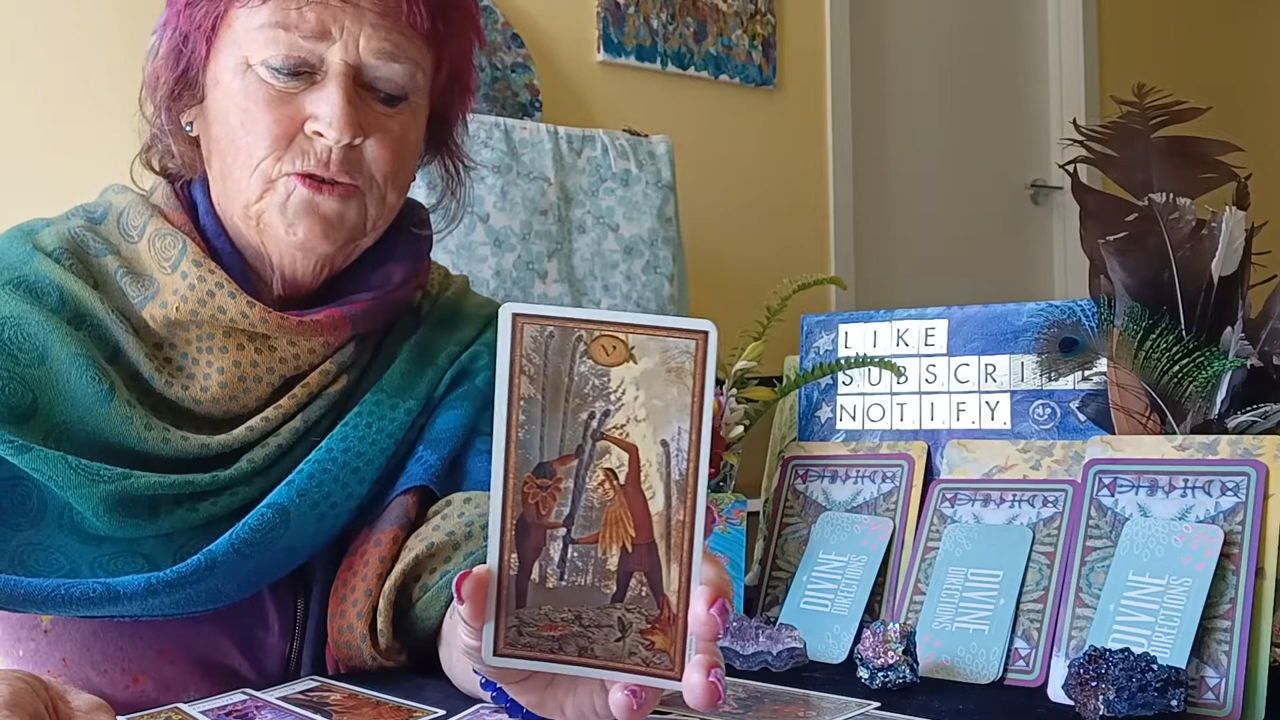 V
LIKE
SUBSCRIBE
NOTIFY
DIVINE
DIRECTIONS
DIVINE
DIRECTIONS
DIVINE
DIRECTIONS